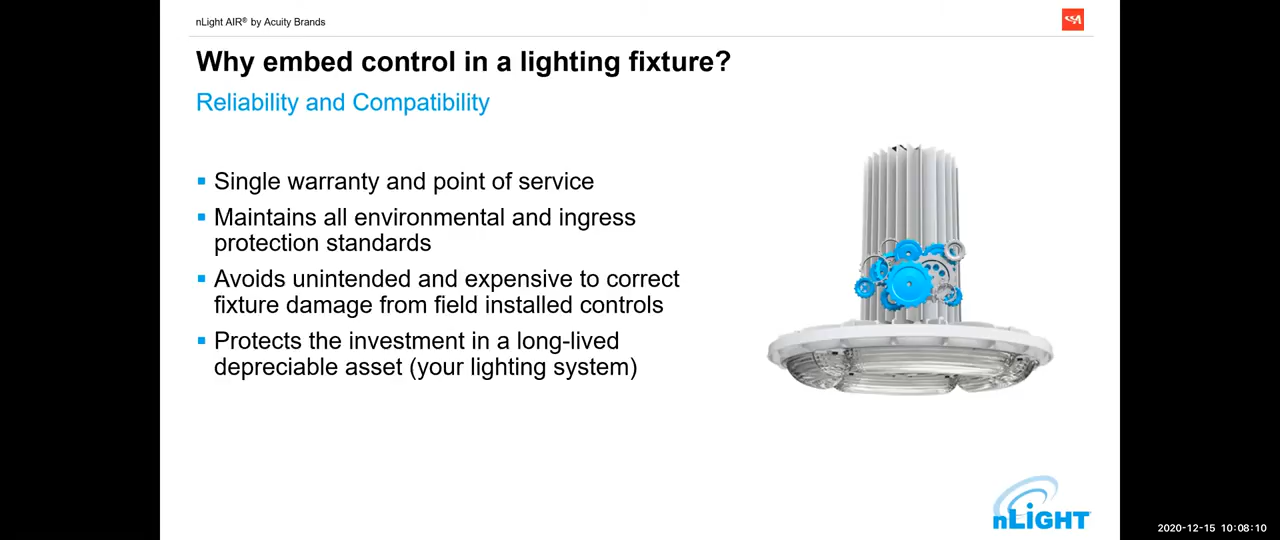 nLight AIR® by Acuity Brands
Why embed control in a lighting fixture?
Reliability and Compatibility
Single warranty and point of service
Maintains all environmental and ingress
protection standards
Avoids unintended and expensive to correct
fixture damage from field installed controls
Protects the investment in a long-lived
depreciable asset (your lighting system)
nLIGHT
2020-12-15 10:08:10